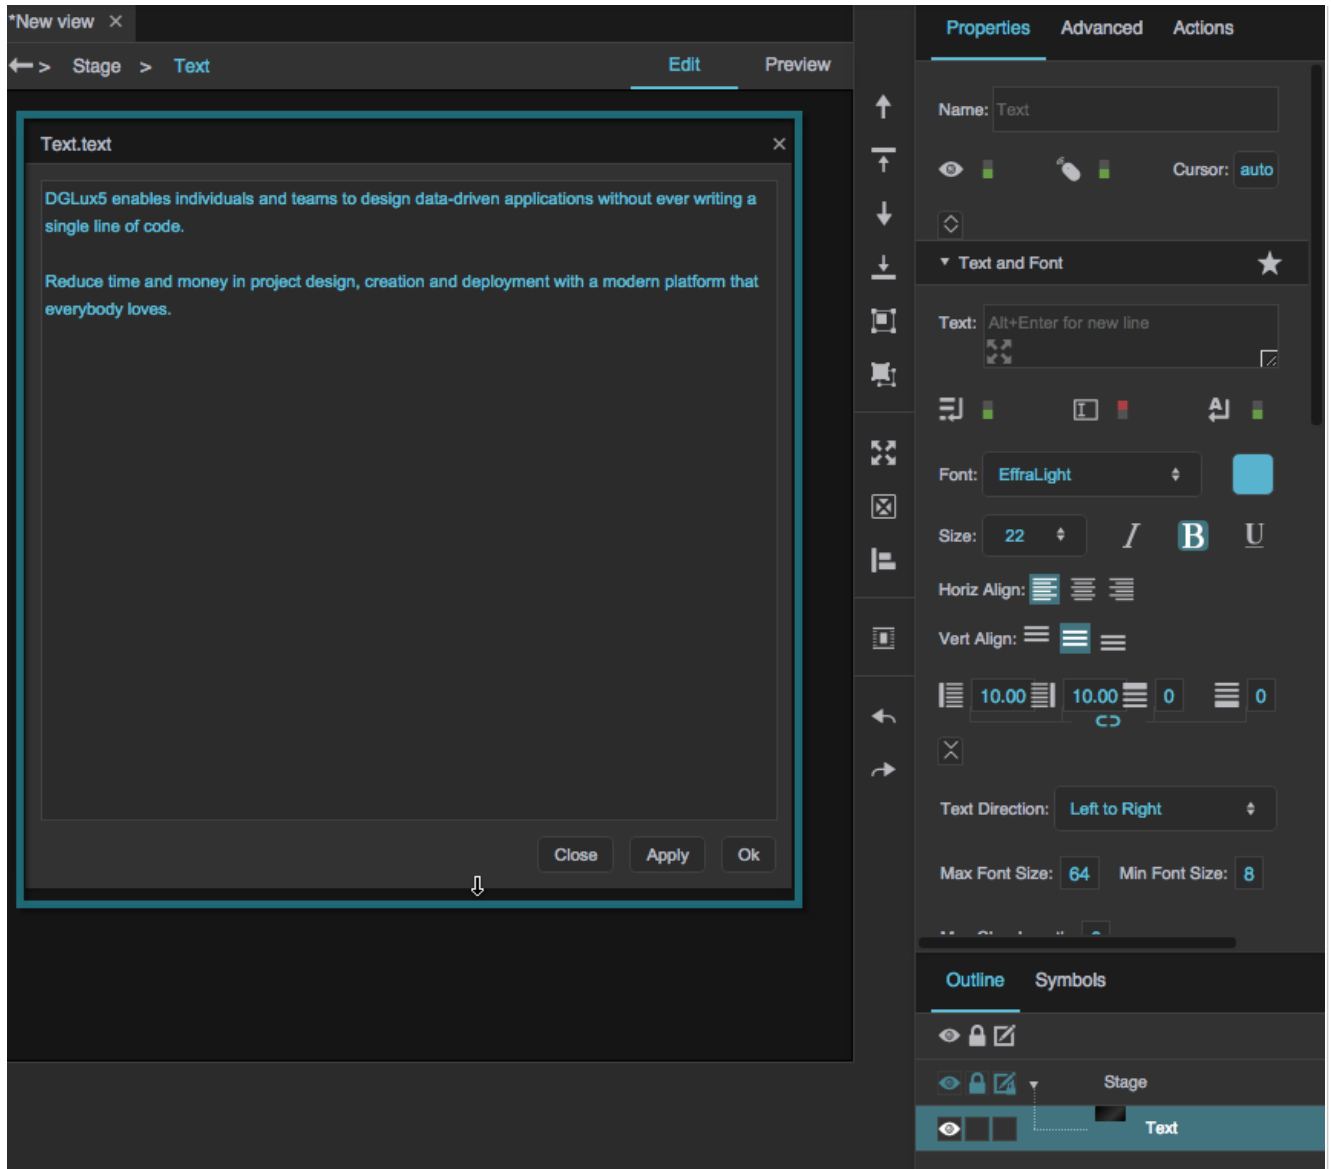 *New view ×
> Stage > Text
Edit Preview
Text.text ×
DGLux5 enables individuals and teams to design data-driven applications without ever writing a
single line of code.
Reduce time and money in project design, creation and deployment with a modern platform that
everybody loves.
Close Apply Ok
Properties Advanced Actions
Name: Text
Cursor: auto
Text and Font
Text: Alt+Enter for new line
Font: EffraLight
Size: 22 I B U
Horiz Align:
Vert Align:
10.00 10.00 0 0
Text Direction: Left to Right
Max Font Size: 64 Min Font Size: 8
Outline Symbols
Stage
Text